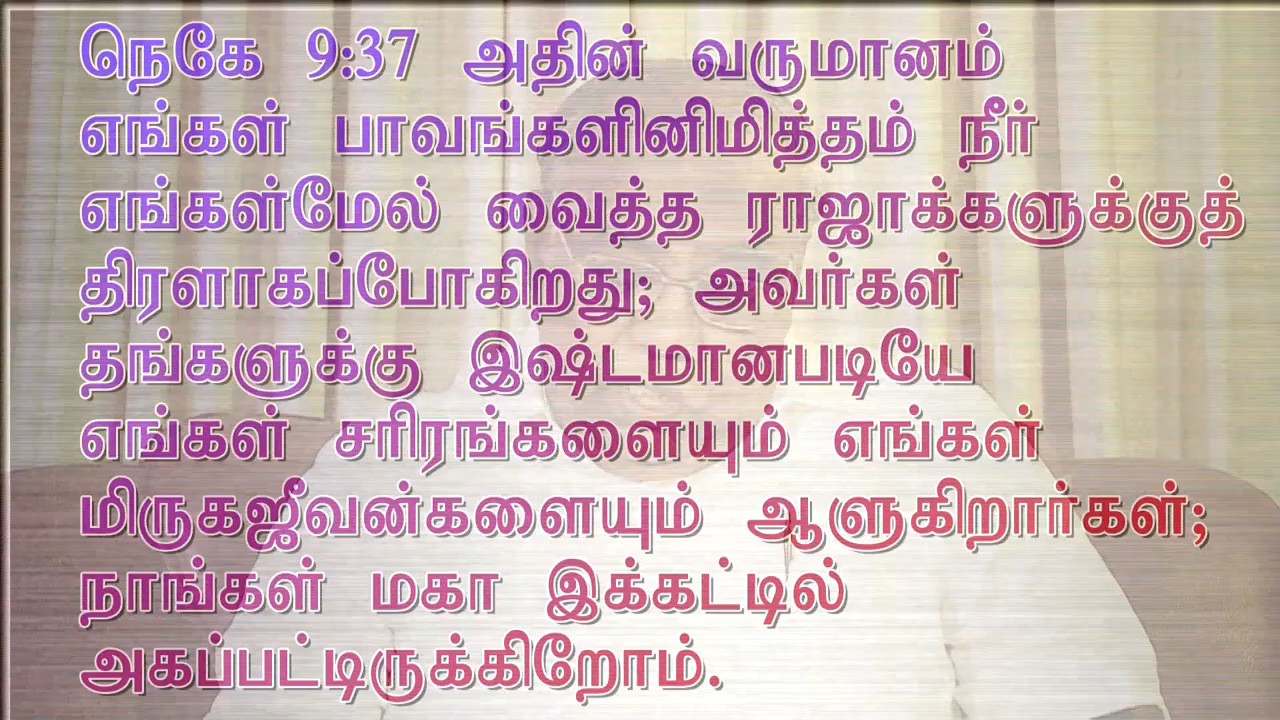 நெகே 9:37 அதின் வருமானம்
எங்கள் பாவங்களினிமித்தம் நீர்
எங்கள்மேல் வைத்த ராஜாக்களுக்குத்
திரளாகப்போகிறது; அவர்கள்
தங்களுக்கு இஷ்டமானபடியே
எங்கள் சரிரங்களையும் எங்கள்
மிருகஜீவன்களையும் ஆளுகிறார்கள்;
நாங்கள் மகா இக்கட்டில்
அகப்பட்டிருக்கிறோம்.